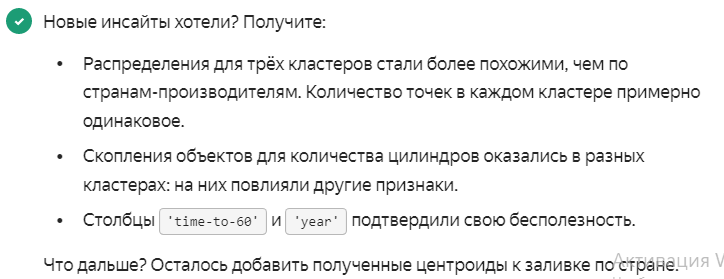 Новые инсайты хотели? Получите:
• Распределения для трёх кластеров стали более похожими, чем по
странам-производителям. Количество точек в каждом кластере примерно
одинаковое.
• Скопления объектов для количества цилиндров оказались в разных
кластерах: на них повлияли другие признаки.
• Столбцы 'time-to-60' и 'year' подтвердили свою бесполезность.
Что дальше? Осталось добавить полученные центроиды к заливке по стране.
Активация W